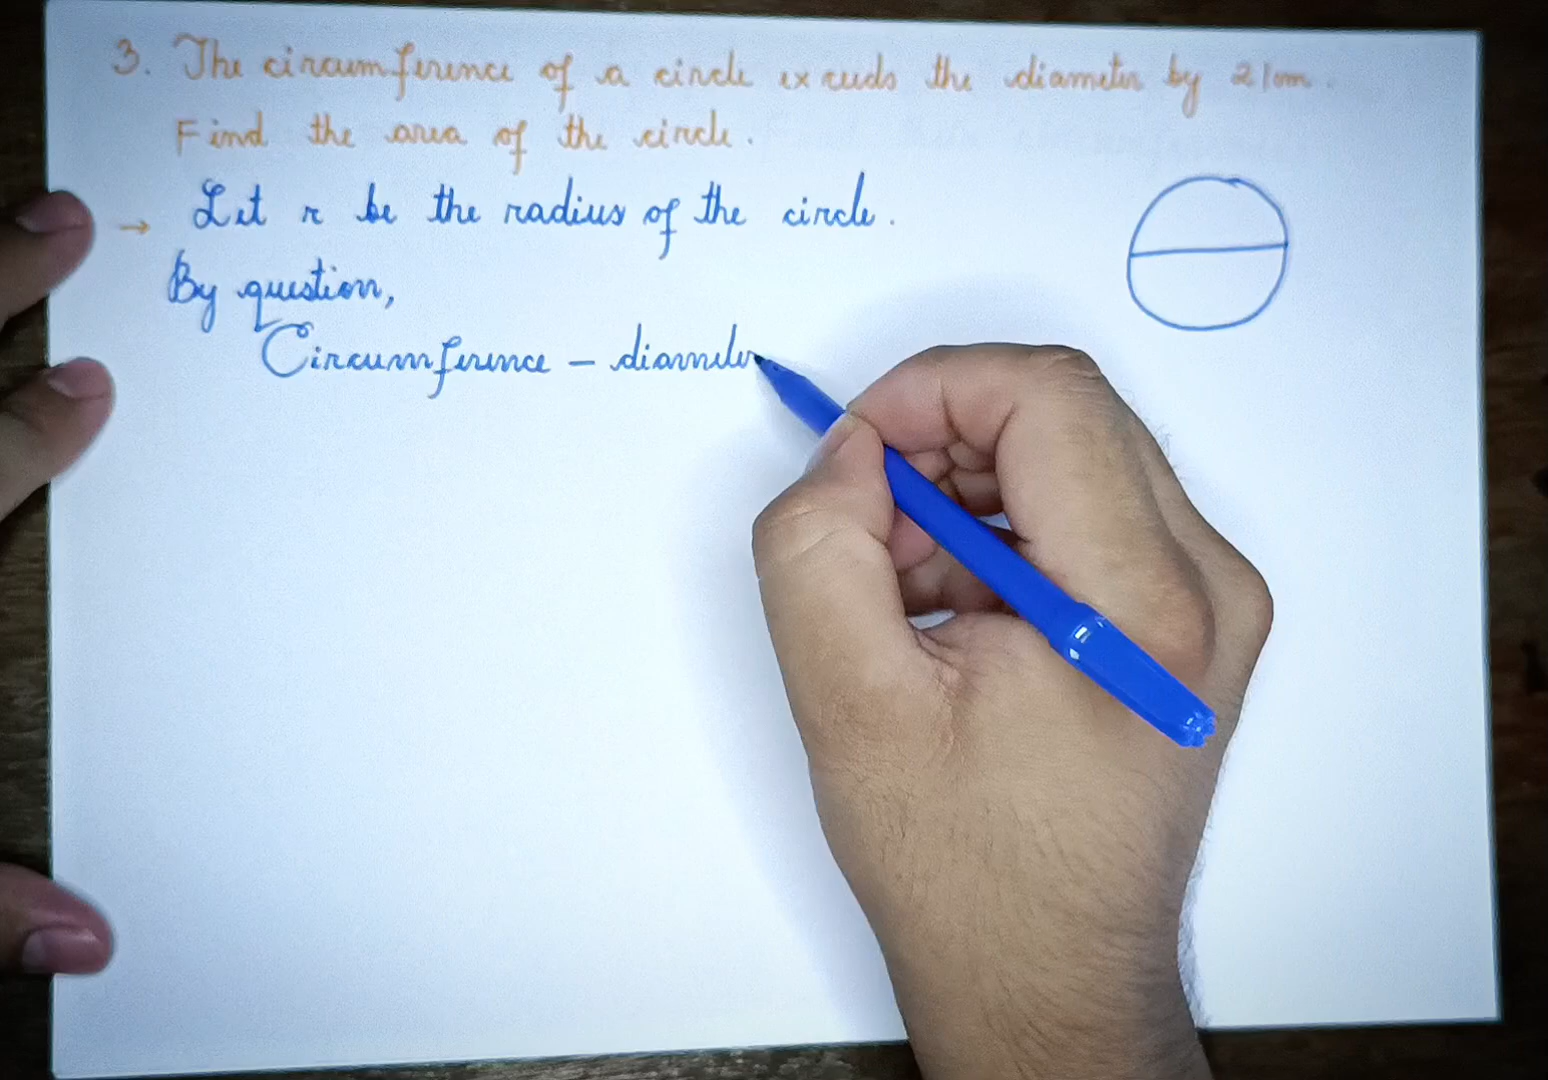 3. The circumference of a circle exceeds the diameter by 21cm.
Find the area of the circle.
→ Let r be the radius of the circle.
By question,
Circumference – diameter